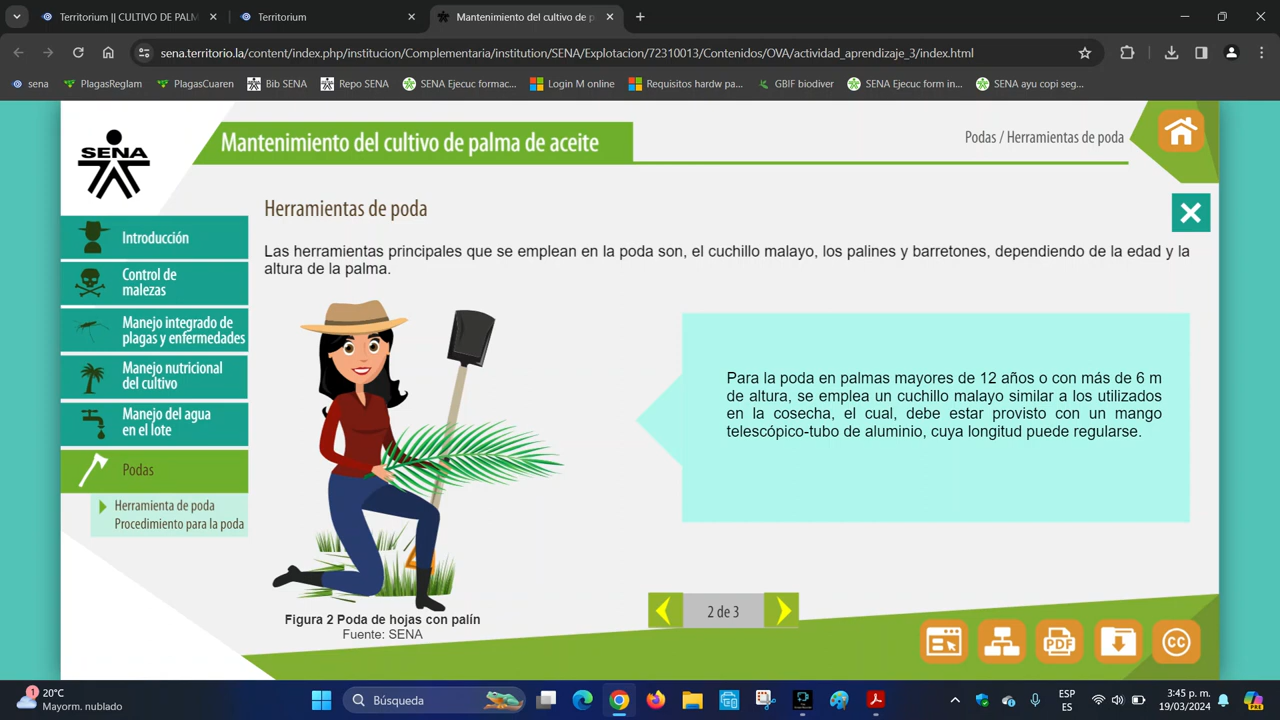 Territorium || CULTIVO DE PALM
Territorium
Mantenimiento del cultivo de p
sena.territorio.la/content/index.php/institucion/Complementaria/institution/SENA/Explotacion/72310013/Contenidos/OVA/actividad_aprendizaje_3/index.html
sena
PlagasReglam
PlagasCuaren
Bib SENA
Repo SENA
SENA Ejecuc formac...
Login M online
Requisitos hardw pa...
GBIF biodiver
SENA Ejecuc form in...
SENA ayu copi seg...
SENA
Mantenimiento del cultivo de palma de aceite
Podas / Herramientas de poda
Introducción
Control de
malezas
Manejo integrado de
plagas y enfermedades
Manejo nutricional
del cultivo
Manejo del agua
en el lote
Podas
Herramienta de poda
Procedimiento para la poda
Herramientas de poda
Las herramientas principales que se emplean en la poda son, el cuchillo malayo, los palines y barretones, dependiendo de la edad y la
altura de la palma.
Para la poda en palmas mayores de 12 años o con más de 6 m
de altura, se emplea un cuchillo malayo similar a los utilizados
en la cosecha, el cual, debe estar provisto con un mango
telescópico-tubo de aluminio, cuya longitud puede regularse.
Figura 2 Poda de hojas con palín
Fuente: SENA
2 de 3
PDF
CC
1
20°C
Mayorm. nublado
Búsqueda
ESP
ES
3:45 p. m.
19/03/2024
PRE